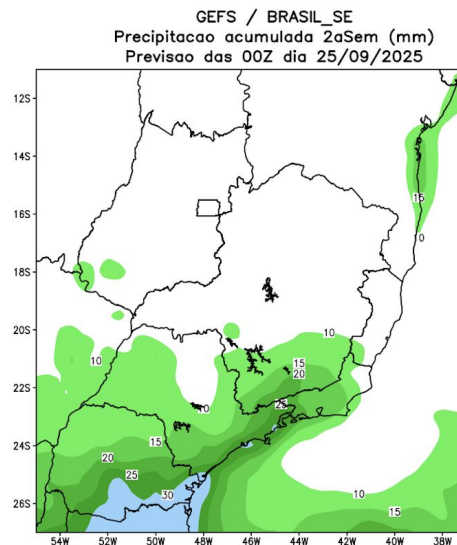 GEFS / BRASIL_SE
Precipitacao acumulada 2aSem (mm)
Previsao das 00Z dia 25/09/2025
12S
14S
15
16S
0
18S
20S
10
10
15
20
22S
0
25
15
24S
20
25
30
10
26S
15
54W
52W
50W
48W
46W
44W
42W
40W
38W